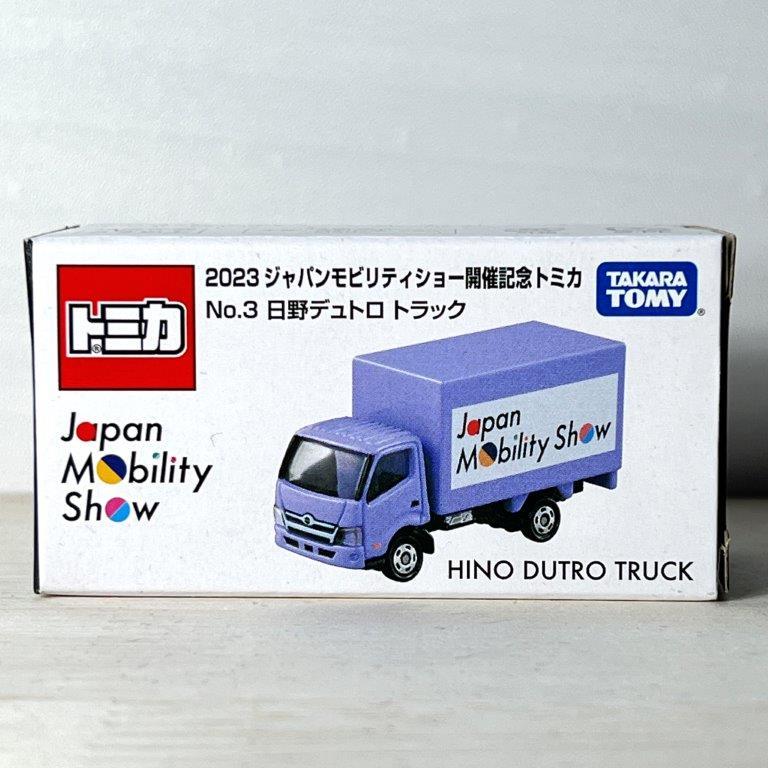 2023 ジャパンモビリティショー開催記念トミカ
No.3 日野デュトロ トラック
トミカ®
TAKARA
TOMY®
Japan
Mobility
Show
Japan
Mobility Show
HINO DUTRO TRUCK